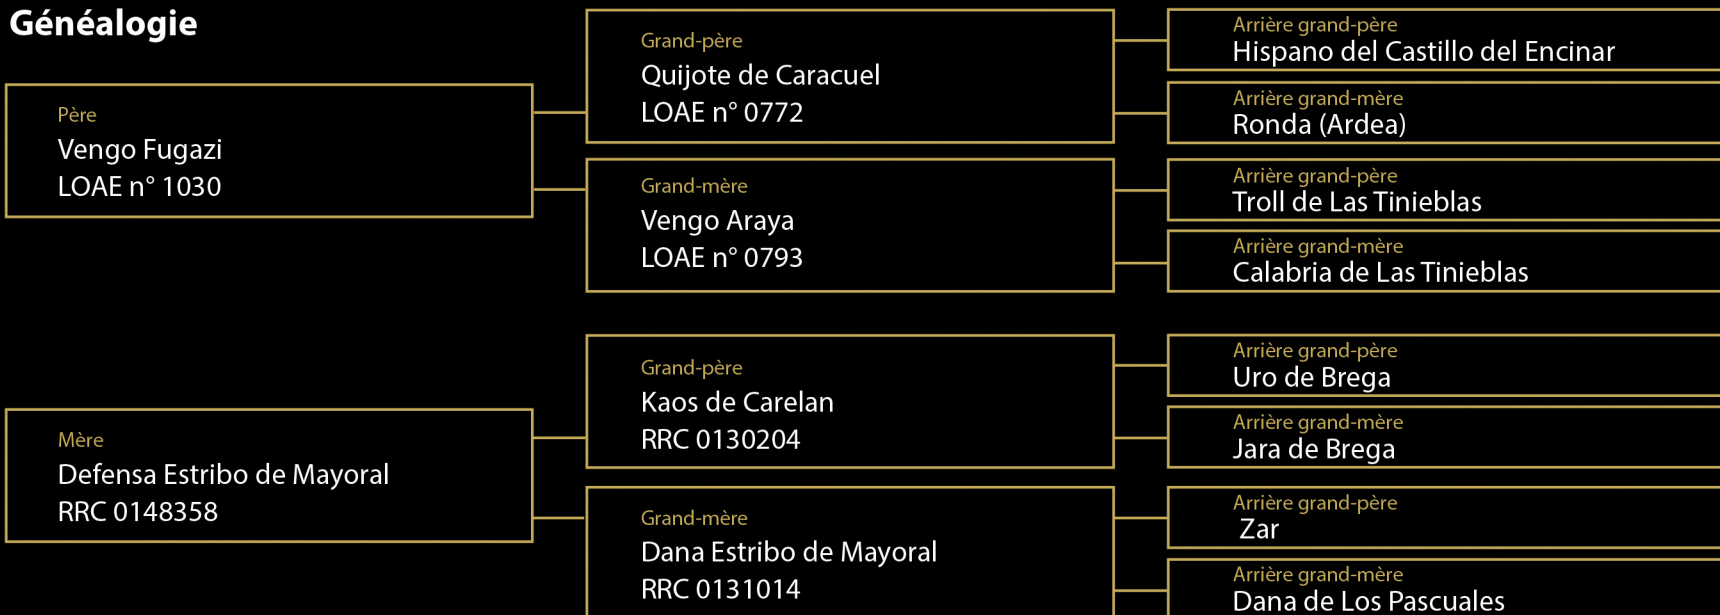 Généalogie
Père
Vengo Fugazi
LOAE n° 1030
Grand-père
Quijote de Caracuel
LOAE n° 0772
Arrière grand-père
Hispano del Castillo del Encinar
Arrière grand-mère
Ronda (Ardea)
Grand-mère
Vengo Araya
LOAE n° 0793
Arrière grand-père
Troll de Las Tinieblas
Arrière grand-mère
Calabria de Las Tinieblas
Mère
Defensa Estribo de Mayoral
RRC 0148358
Grand-père
Kaos de Carelan
RRC 0130204
Arrière grand-père
Uro de Brega
Arrière grand-mère
Jara de Brega
Grand-mère
Dana Estribo de Mayoral
RRC 0131014
Arrière grand-père
Zar
Arrière grand-mère
Dana de Los Pascuales